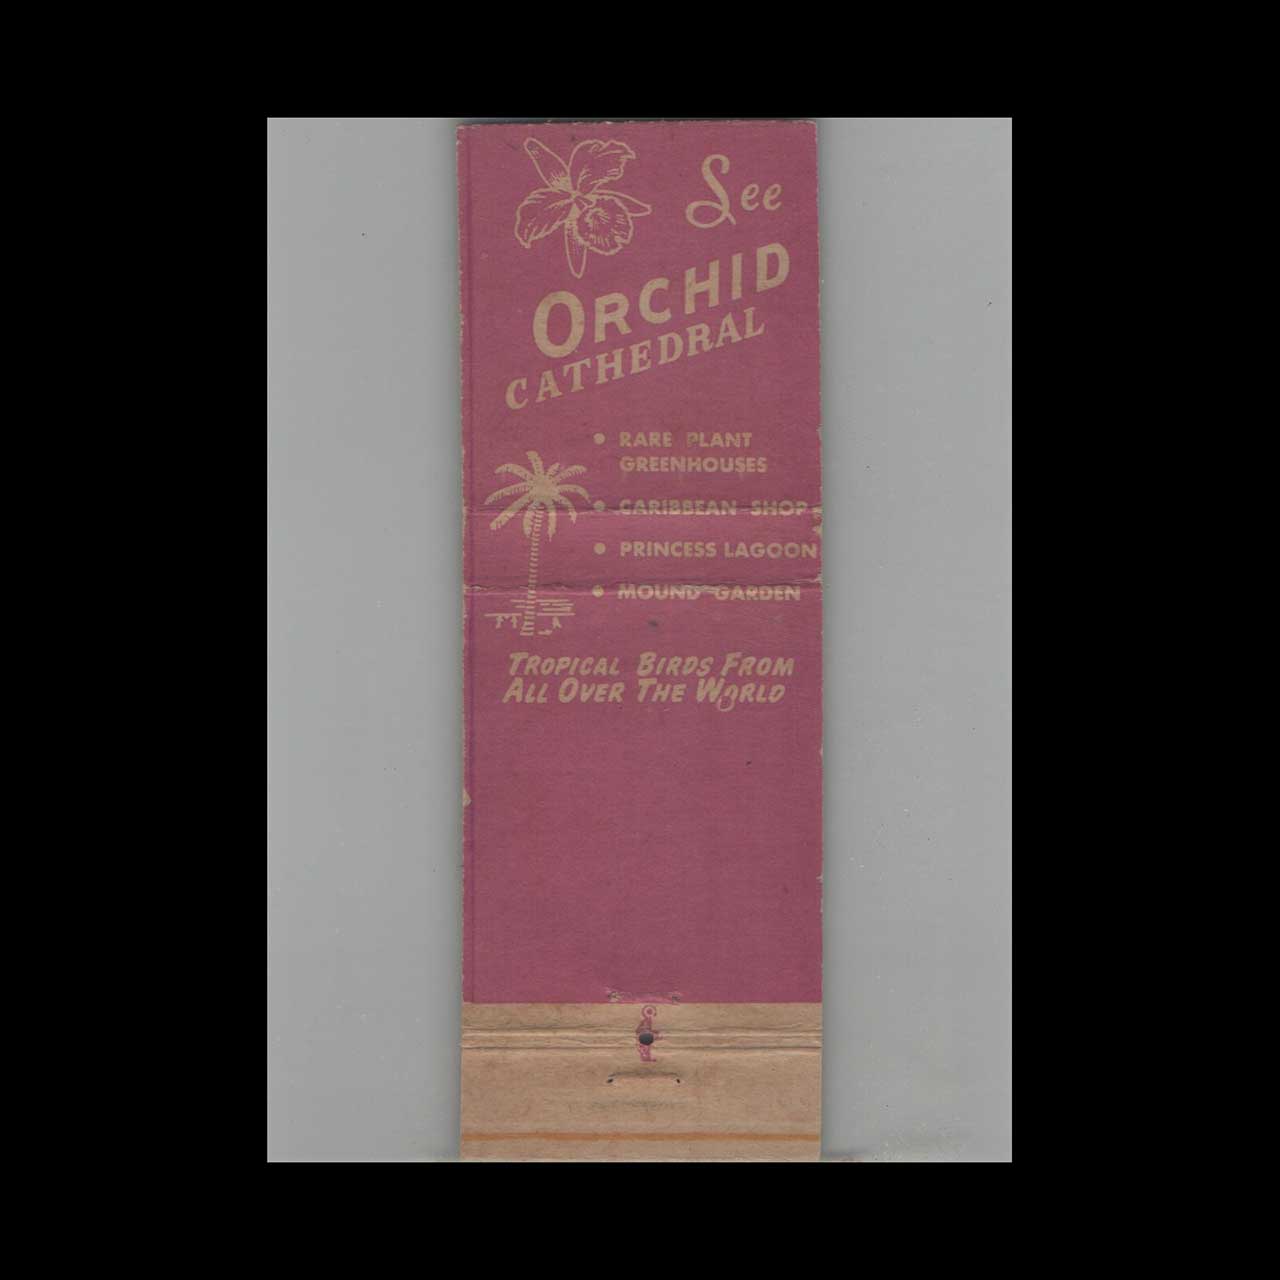 See
ORCHID
CATHEDRAL
• RARE PLANT
GREENHOUSES
• CARIBBEAN SHOP
• PRINCESS LAGOON
• MOUND GARDEN
TROPICAL BIRDS FROM
ALL OVER THE WORLD